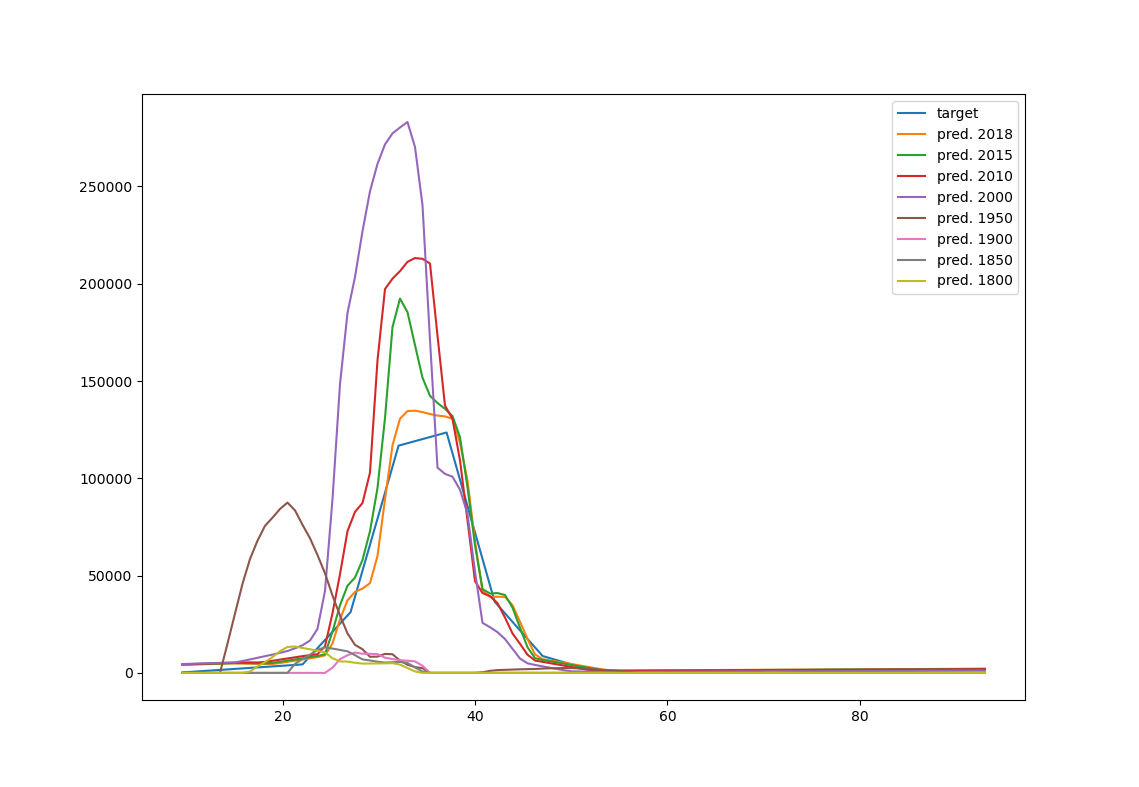 target
pred. 2018
pred. 2015
pred. 2010
pred. 2000
pred. 1950
pred. 1900
pred. 1850
pred. 1800
250000
200000
150000
100000
50000
0
20 40 60 80